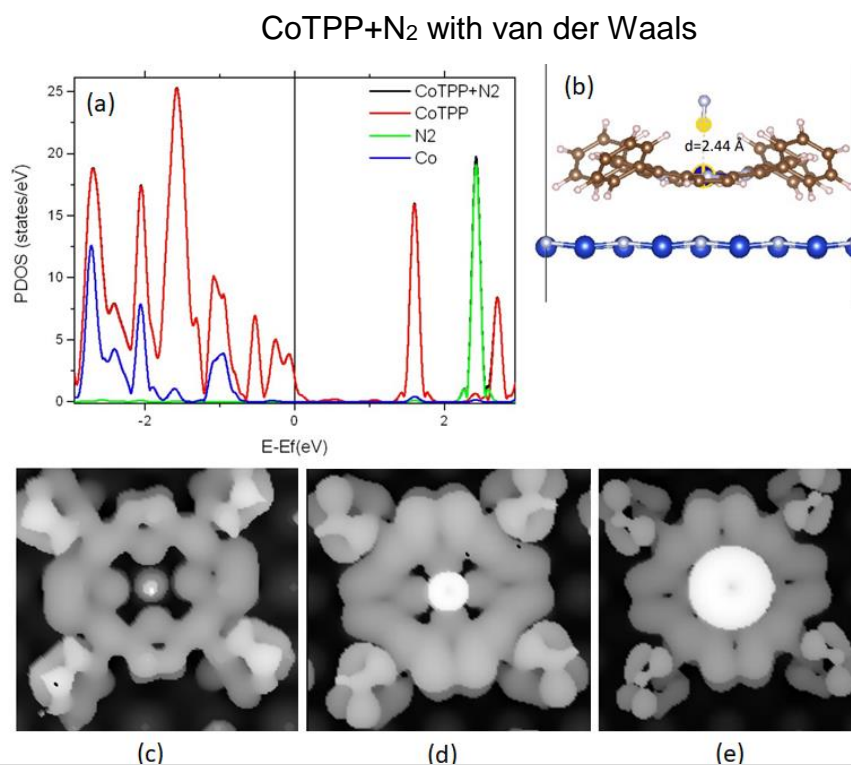 CoTPP+N2 with van der Waals
(a)
CoTPP+N2
CoTPP
N2
Co
25
20
15
10
5
0
PDOS (states/eV)
-2
0
2
E-Ef(eV)
(b)
d=2.44 Å
(c)
(d)
(e)